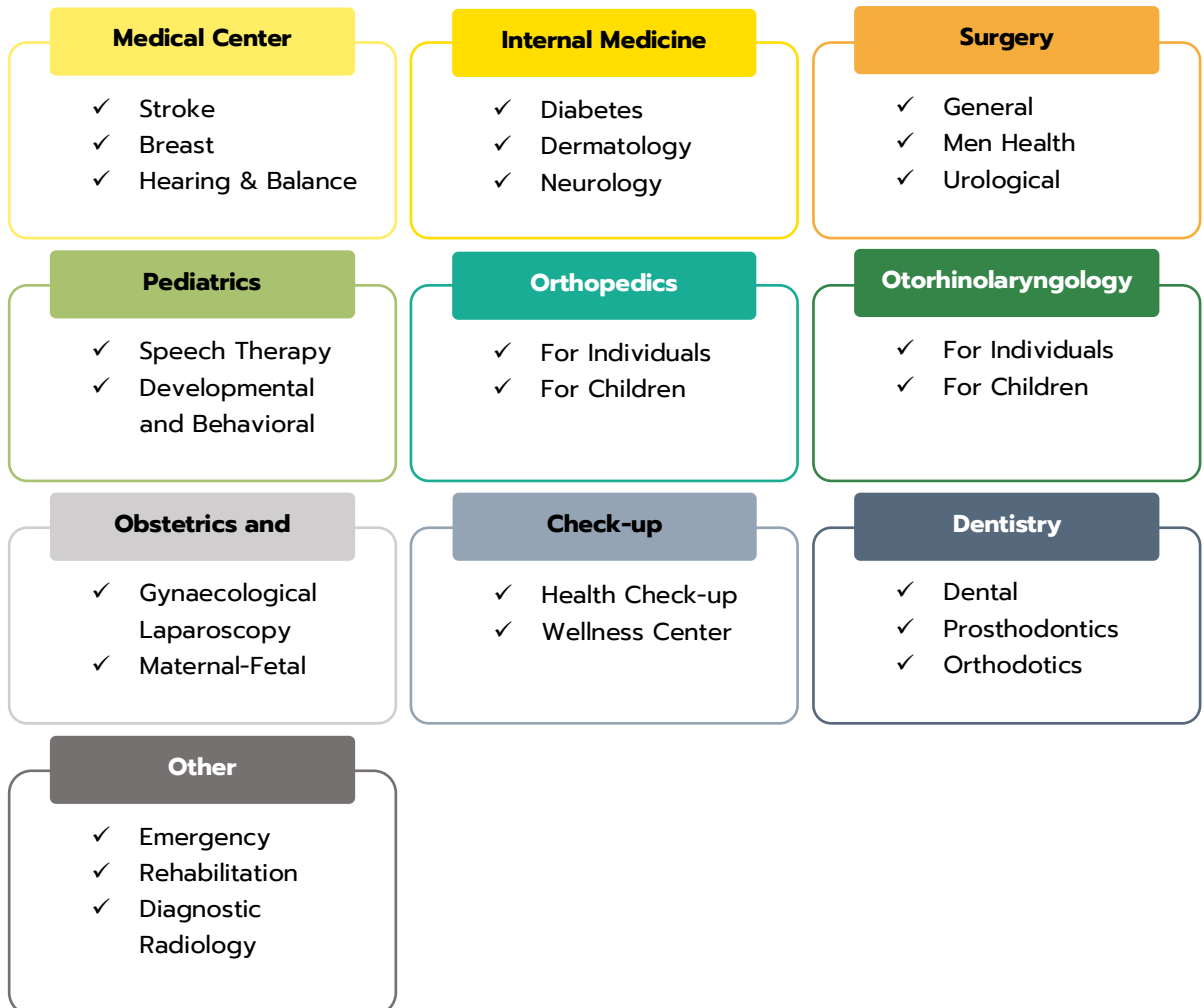 Medical Center
✓ Stroke
✓ Breast
✓ Hearing & Balance
Internal Medicine
✓ Diabetes
✓ Dermatology
✓ Neurology
Surgery
✓ General
✓ Men Health
✓ Urological
Pediatrics
✓ Speech Therapy
✓ Developmental
and Behavioral
Orthopedics
✓ For Individuals
✓ For Children
Otorhinolaryngology
✓ For Individuals
✓ For Children
Obstetrics and
✓ Gynaecological
Laparoscopy
✓ Maternal-Fetal
Check-up
✓ Health Check-up
✓ Wellness Center
Dentistry
✓ Dental
✓ Prosthodontics
✓ Orthodotics
Other
✓ Emergency
✓ Rehabilitation
✓ Diagnostic
Radiology